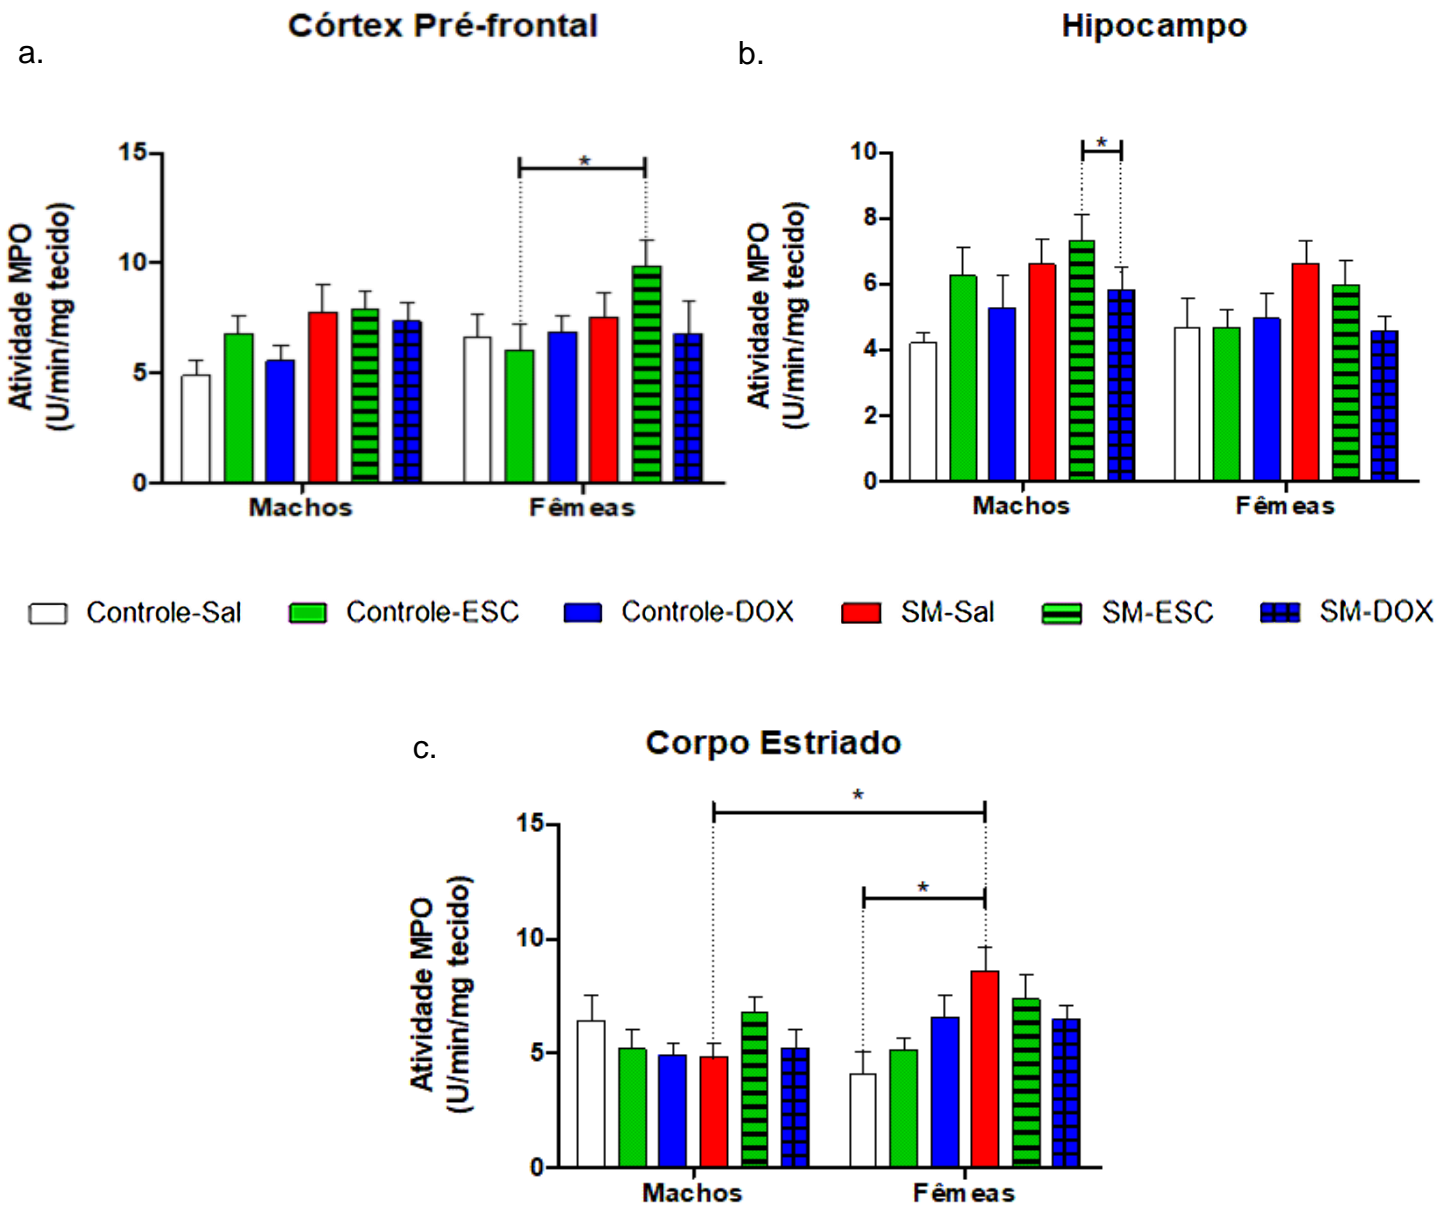 Córtex Pré-frontal
a.
15
10
5
0
Atividade MPO
(U/min/mg tecido)
*
Machos
Fêmeas
Hipocampo
b.
10
8
6
4
2
0
Atividade MPO
(U/min/mg tecido)
*
Machos
Fêmeas
Controle-Sal
Controle-ESC
Controle-DOX
SM-Sal
SM-ESC
SM-DOX
Corpo Estriado
c.
15
10
5
0
Atividade MPO
(U/min/mg tecido)
*
*
Machos
Fêmeas